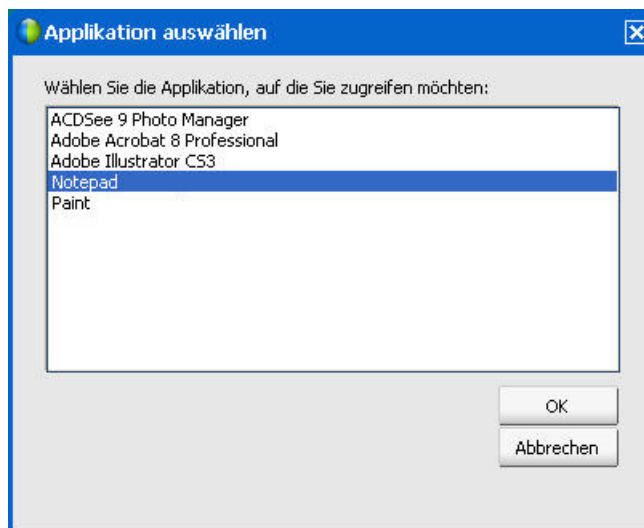 Applikation auswählen
Wählen Sie die Applikation, auf die Sie zugreifen möchten:
ACDSee 9 Photo Manager
Adobe Acrobat 8 Professional
Adobe Illustrator CS3
Notepad
Paint
OK
Abbrechen